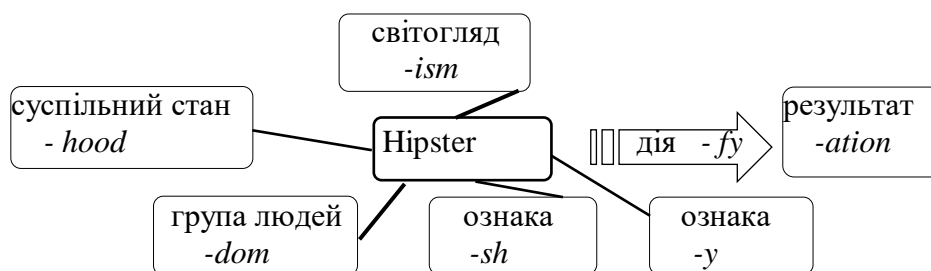 світогляд
-ism
суспільний стан
- hood
Hipster
дія - fy
результат
-ation
група людей
-dom
ознака
-sh
ознака
-y